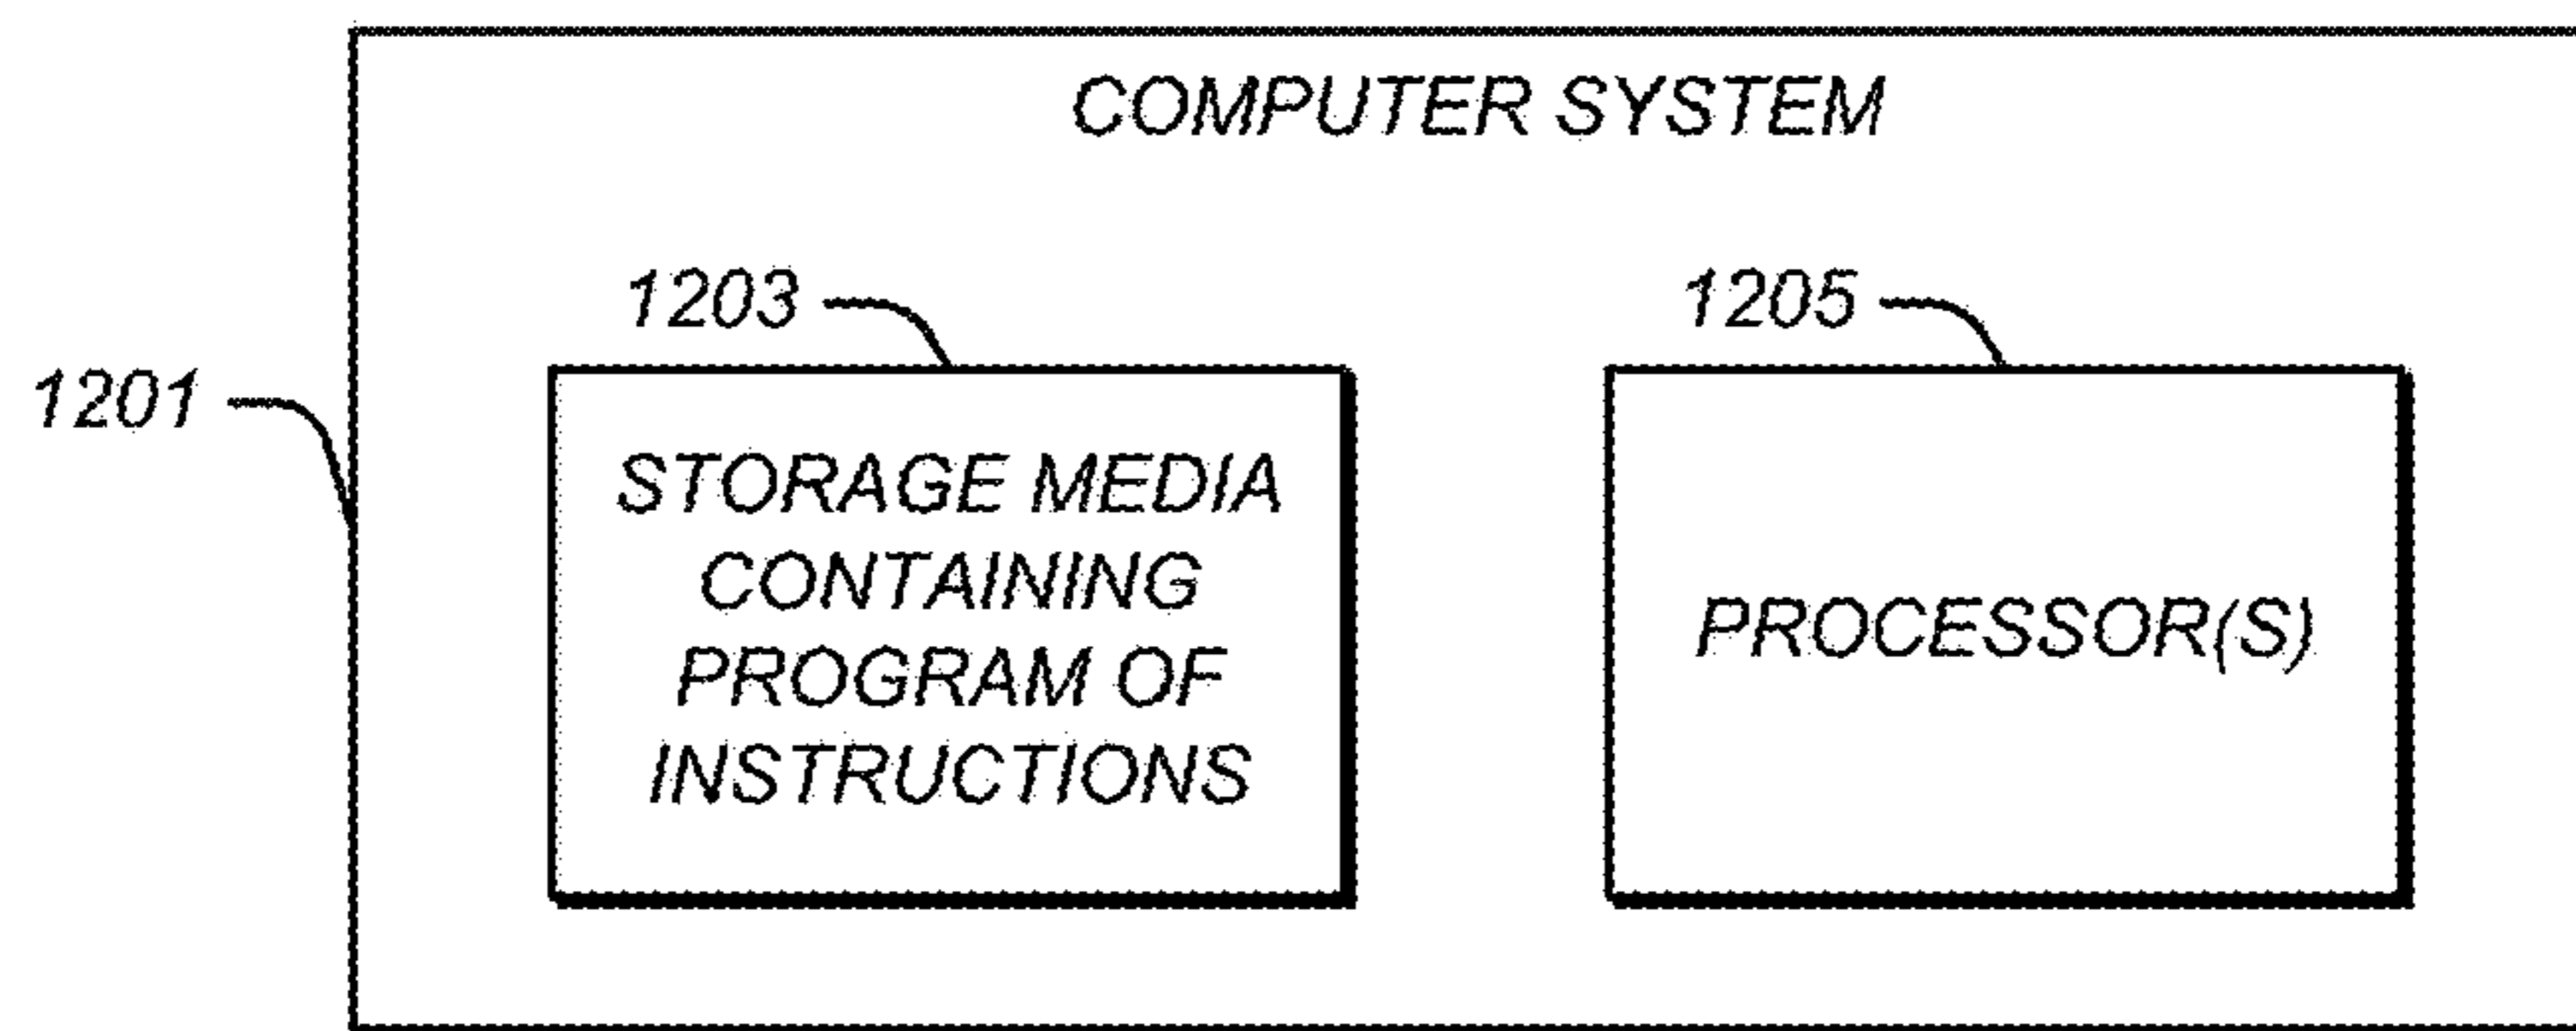 COMPUTER SYSTEM
1203
1205
1201
STORAGE MEDIA
CONTAINING
PROGRAM OF
INSTRUCTIONS
PROCESSOR(S)